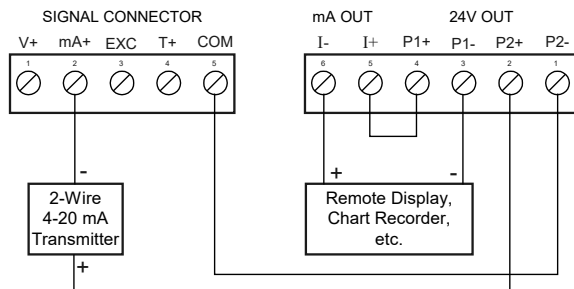 SIGNAL CONNECTOR
mA OUT 24V OUT
V+ mA+ EXC T+ COM
I- I+ P1+ P1- P2+ P2-
1 2 3 4 5
6 5 4 3 2 1
-
2-Wire
4-20 mA
Transmitter
+
+ -
Remote Display,
Chart Recorder,
etc.